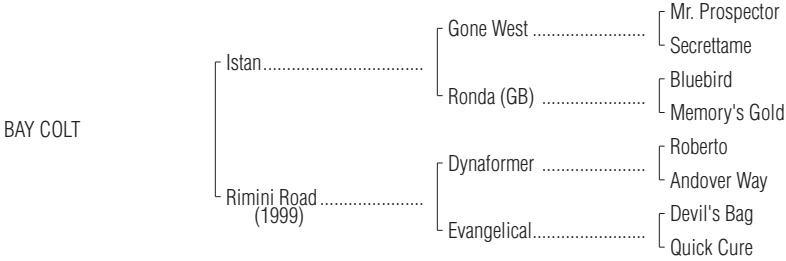 Mr. Prospector
Gone West ........................
Secrettame
Istan.................................
Bluebird
Ronda (GB) ......................
Memory's Gold
BAY COLT
Roberto
Dynaformer ......................
Andover Way
Rimini Road.....................
(1999)
Devil's Bag
Evangelical........................
Quick Cure